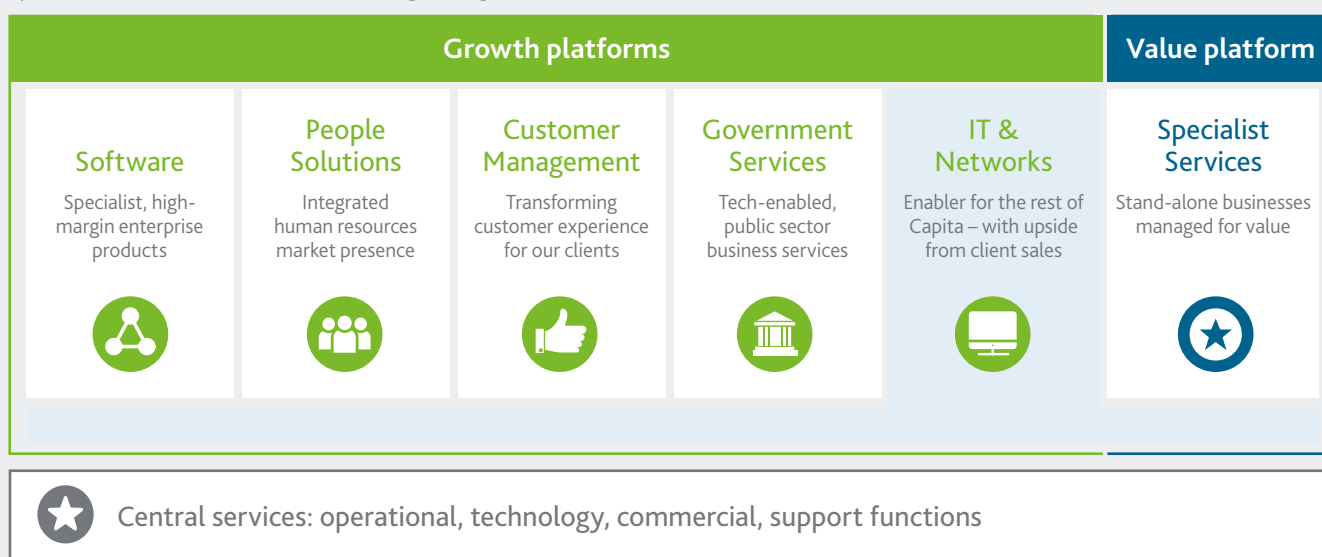 Growth platforms
Value platform
Software
Specialist, high-
margin enterprise
products
People
Solutions
Integrated
human resources
market presence
Customer
Management
Transforming
customer experience
for our clients
Government
Services
Tech-enabled,
public sector
business services
IT &
Networks
Enabler for the rest of
Capita – with upside
from client sales
Specialist
Services
Stand-alone businesses
managed for value
Central services: operational, technology, commercial, support functions